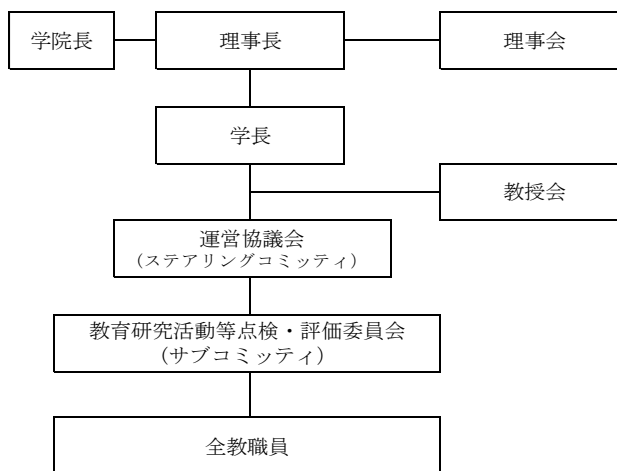 学院長
理事長
理事会
学長
教授会
運営協議会
（ステアリングコミッティ）
教育研究活動等点検・評価委員会
（サブコミッティ）
全教職員